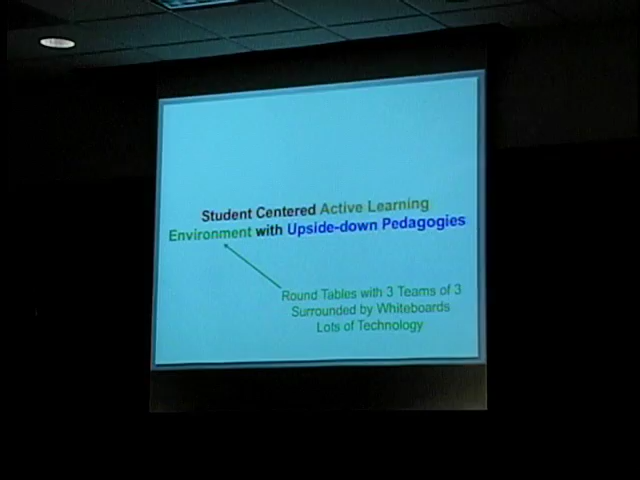 Student Centered Active Learning
Environment with Upside-down Pedagogies
Round Tables with 3 Teams of 3
Surrounded by Whiteboards
Lots of Technology